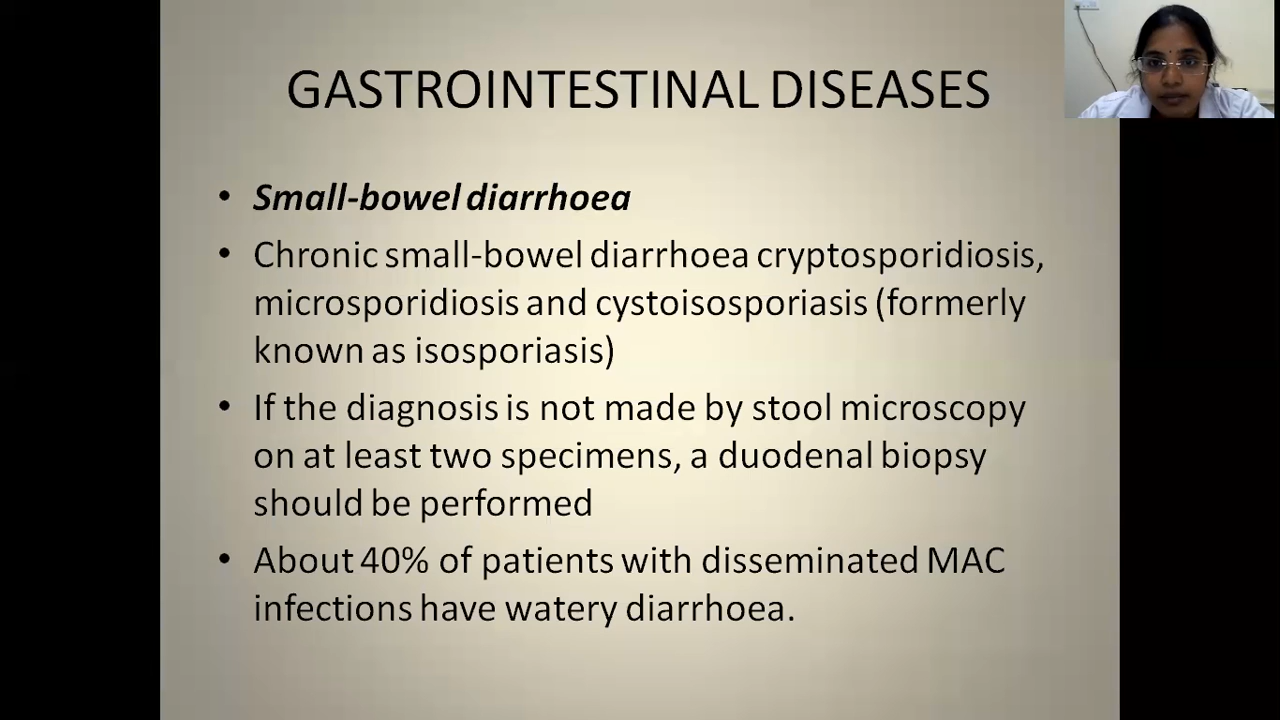 GASTROINTESTINAL DISEASES
• Small-bowel diarrhoea
• Chronic small-bowel diarrhoea cryptosporidiosis,
microsporidiosis and cystoisosporiasis (formerly
known as isosporiasis)
• If the diagnosis is not made by stool microscopy
on at least two specimens, a duodenal biopsy
should be performed
• About 40% of patients with disseminated MAC
infections have watery diarrhoea.